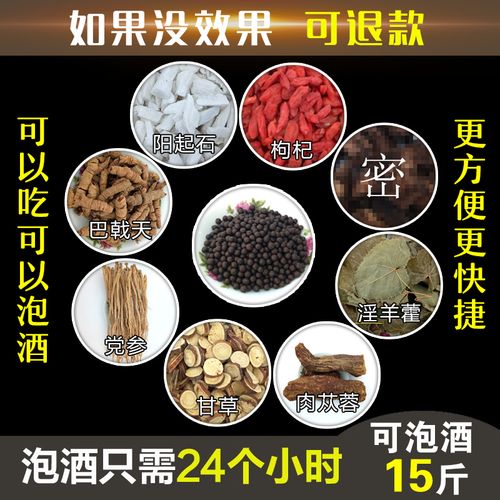 如果没效果 可退款
阳起石
枸杞
密
巴戟天
淫羊藿
党参
甘草
肉苁蓉
可以吃可以泡酒
更方便更快捷
泡酒只需24个小时
可泡酒
15斤